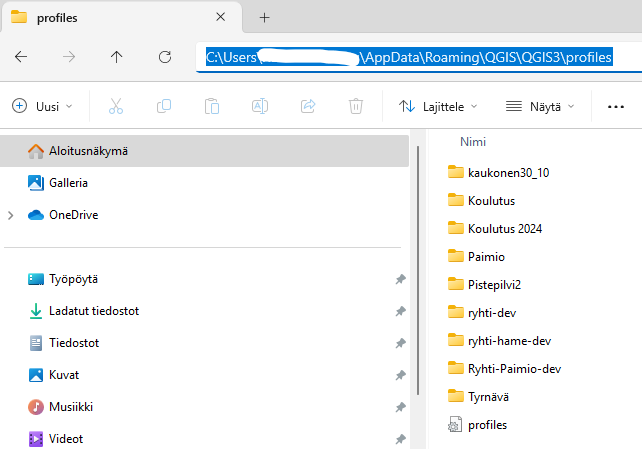 profiles
C:\Users\ \AppData\Roaming\QGIS\QGIS3\profiles
Uusi
Lajittele
Näytä
Aloitusnäkymä
Galleria
OneDrive
Työpöytä
Ladatut tiedostot
Tiedostot
Kuvat
Musiikki
Videot
Nimi
kaukonen30_10
Koulutus
Koulutus 2024
Paimio
Pistepilvi2
ryhti-dev
ryhti-hame-dev
Ryhti-Paimio-dev
Tyrnävä
profiles